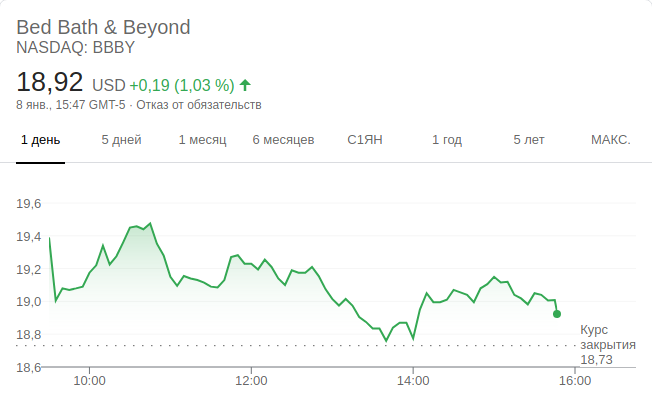 Bed Bath & Beyond
NASDAQ: BBBY
18,92 USD +0,19 (1,03 %)
8 янв., 15:47 GMT-5 · Отказ от обязательств
1 день 5 дней 1 месяц 6 месяцев С1ЯН 1 год 5 лет МАКС.
19,6
19,4
19,2
19,0
18,8
18,6
Курс
закрытия
18,73
10:00 12:00 14:00 16:00